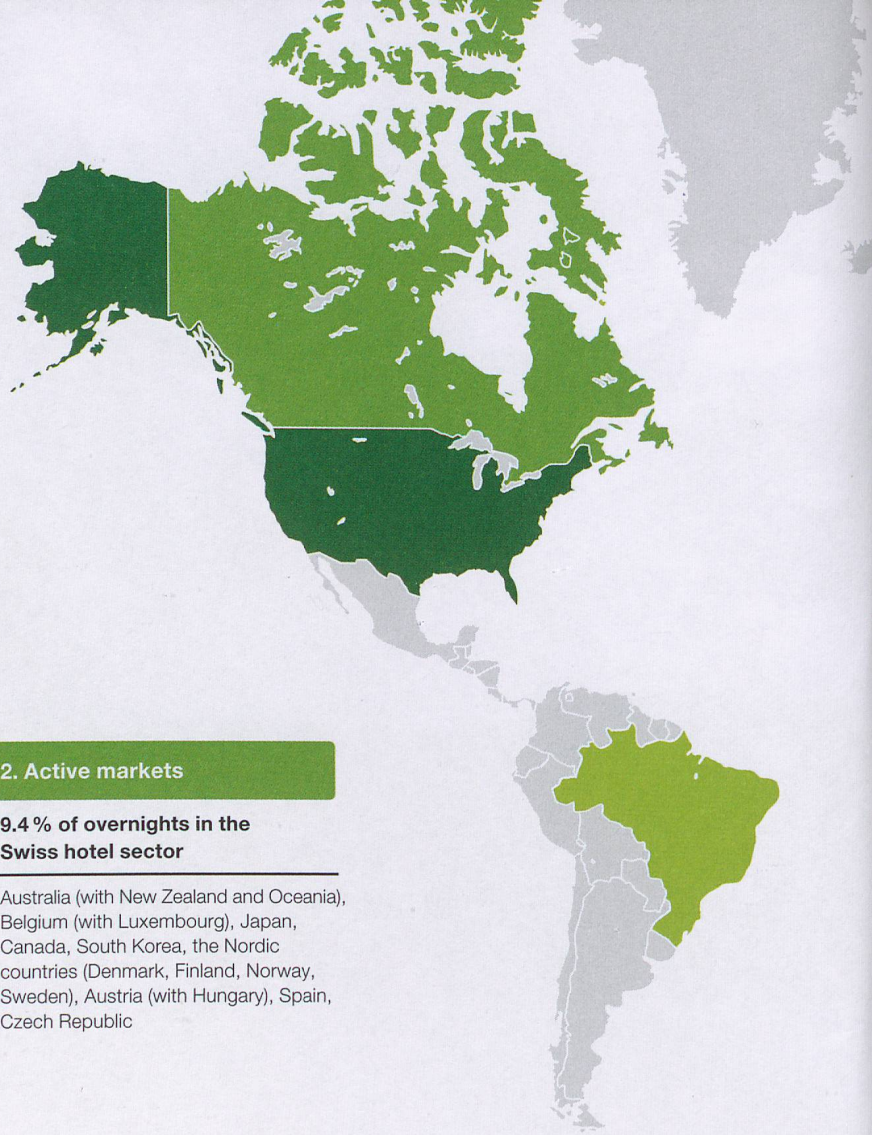 2. Active markets
9.4 % of overnights in the
Swiss hotel sector
Australia (with New Zealand and Oceania),
Belgium (with Luxembourg), Japan,
Canada, South Korea, the Nordic
countries (Denmark, Finland, Norway,
Sweden), Austria (with Hungary), Spain,
Czech Republic